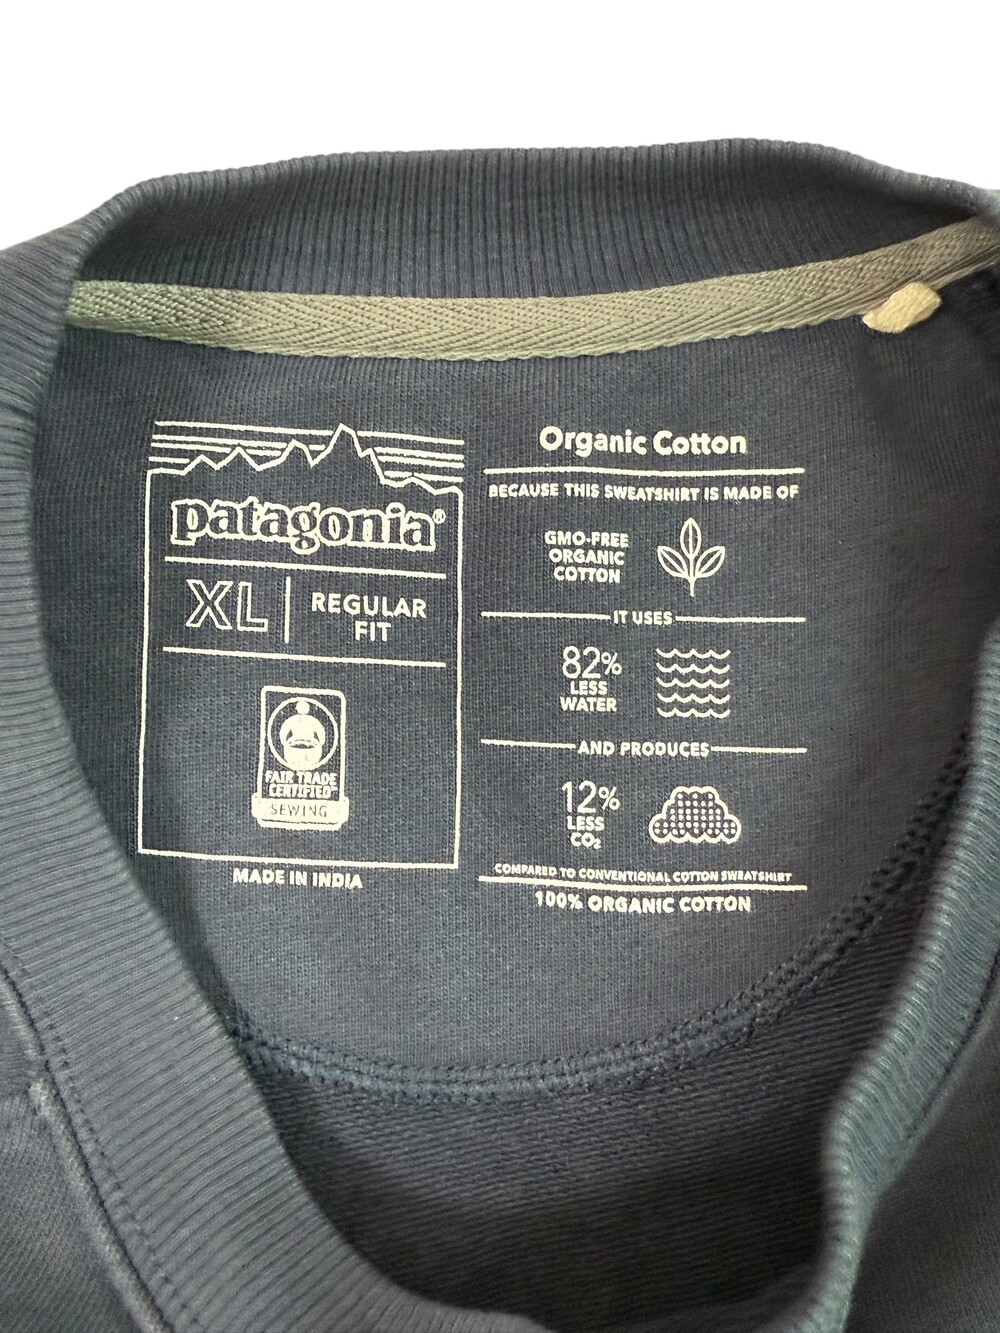 patagonia®
XL
REGULAR
FIT
FAIR TRADE
CERTIFIED™
SEWING
MADE IN INDIA
Organic Cotton
BECAUSE THIS SWEATSHIRT IS MADE OF
GMO-FREE
ORGANIC
COTTON
IT USES
82%
LESS
WATER
AND PRODUCES
12%
LESS
CO₂
COMPARED TO CONVENTIONAL COTTON SWEATSHIRT
100% ORGANIC COTTON